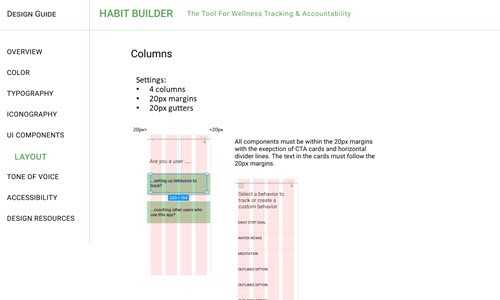 DESIGN GUIDE
HABIT BUILDER
The Tool For Wellness Tracking & Accountability
OVERVIEW
COLOR
TYPOGRAPHY
ICONOGRAPHY
UI COMPONENTS
LAYOUT
TONE OF VOICE
ACCESSIBILITY
DESIGN RESOURCES
Columns
Settings:
• 4 columns
• 20px margins
• 20px gutters
20px>
<20px
Are you a user .....
...setting up behaviors to
track?
...coaching other users who
use this app?
All components must be within the 20px margins
with the exepction of CTA cards and horizontal
divider lines. The text in the cards must follow the
20px margins.
Select a behavior to
track or create a
custom behavior
DAILY STEP GOAL
WATER INTAKE
MEDITATION
OUTLINED OPTION
OUTLINED OPTION
OUTLINED OPTION